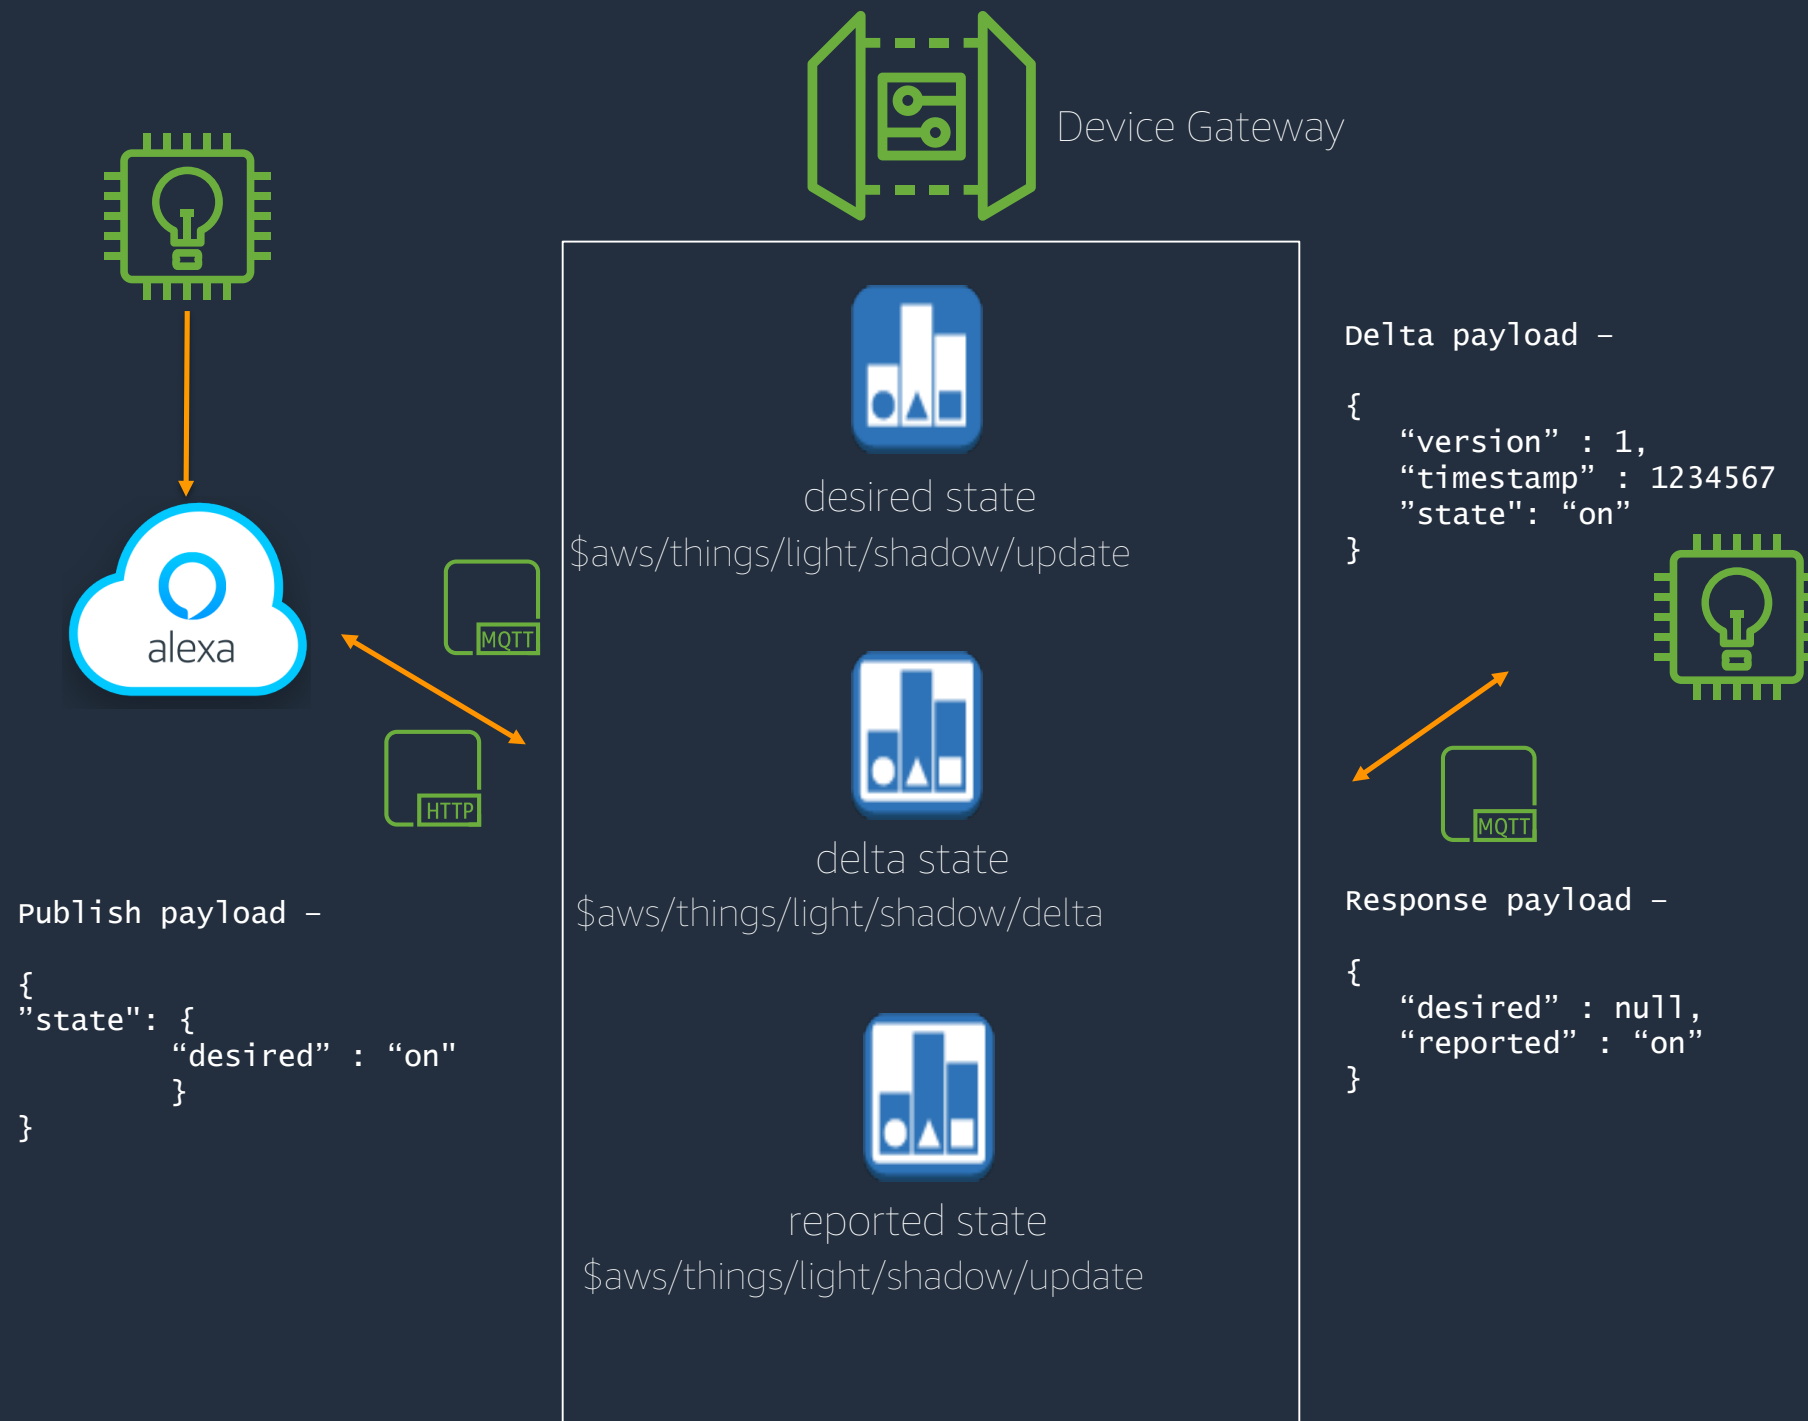 Device Gateway
alexa
MQTT
HTTP
Publish payload –
{
”state": {
“desired” : “on"
}
}
desired state
$aws/things/light/shadow/update
delta state
$aws/things/light/shadow/delta
reported state
$aws/things/light/shadow/update
Delta payload –
{
“version” : 1,
“timestamp” : 1234567
”state": “on”
}
MQTT
Response payload –
{
“desired” : null,
“reported” : “on”
}